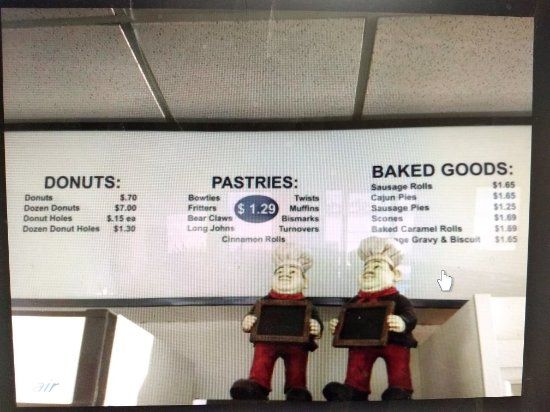 DONUTS:
Donuts $.70
Dozen Donuts $7.00
Donut Holes $.15 ea
Dozen Donut Holes $1.30
PASTRIES:
Bowties Twists
Fritters $ 1.29 Muffins
Bear Claws Bismarks
Long Johns Turnovers
Cinnamon Rolls
BAKED GOODS:
Sausage Rolls $1.65
Cajun Pies $1.65
Sausage Pies $1.25
Scones $1.69
Baked Caramel Rolls $1.69
Gravy & Biscuit $1.65